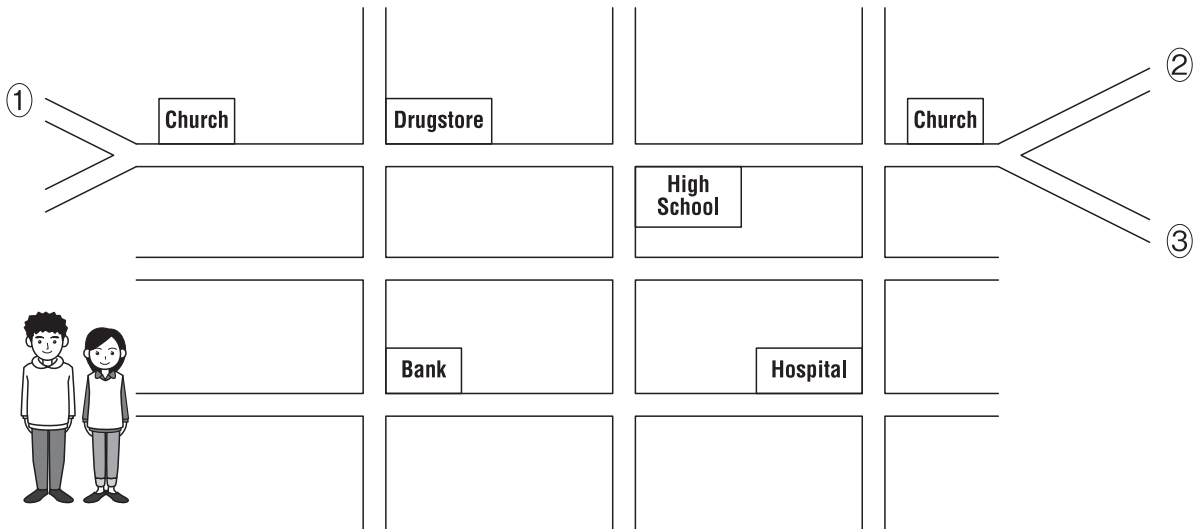 ①
②
Church
Drugstore
Church
High
School
③
Bank
Hospital